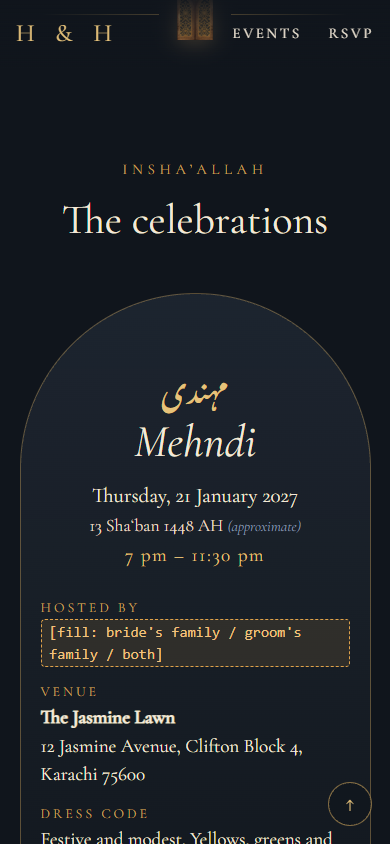 H & H
EVENTS
RSVP
INSHA’ALLAH
The celebrations
مہندی
Mehndi
Thursday, 21 January 2027
13 Sha‘ban 1448 AH (approximate)
7 pm – 11:30 pm
HOSTED BY
[fill: bride's family / groom's
family / both]
VENUE
The Jasmine Lawn
12 Jasmine Avenue, Clifton Block 4,
Karachi 75600
↑
DRESS CODE
Festive and modest. Yellows, greens and